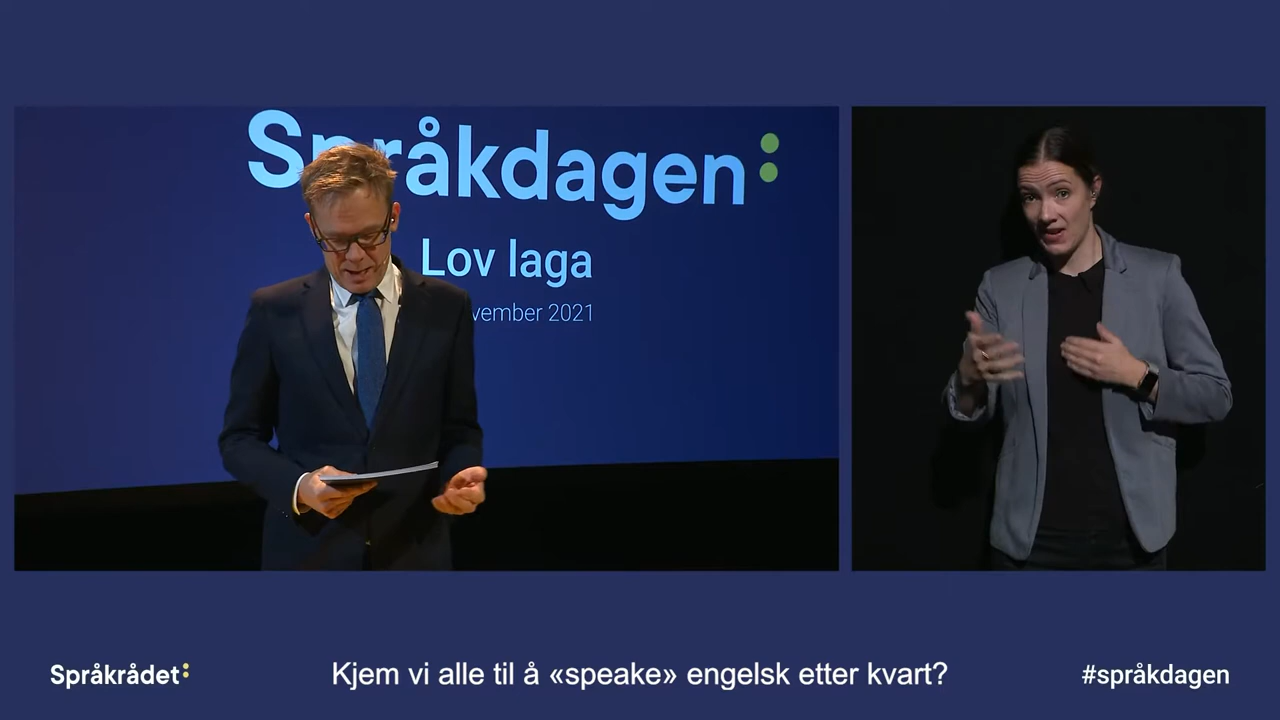 Språkdagen:
Lov laga
vember 2021
Språkrådet:
Kjem vi alle til å «speake» engelsk etter kvart?
#språkdagen